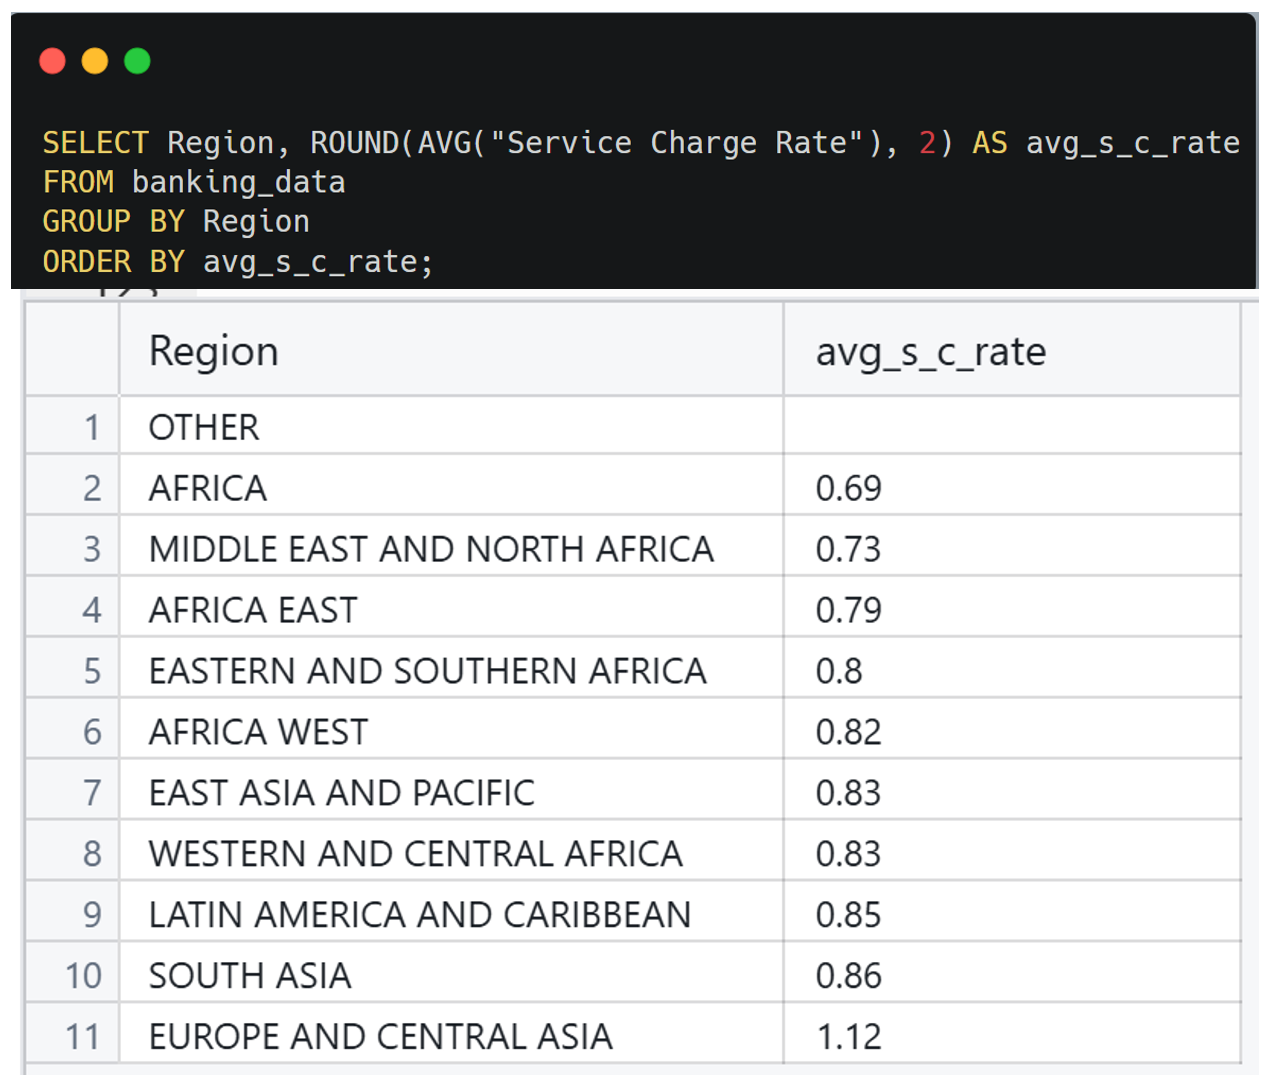 SELECT Region, ROUND(AVG("Service Charge Rate"), 2) AS avg_s_c_rate
FROM banking_data
GROUP BY Region
ORDER BY avg_s_c_rate;
Region avg_s_c_rate
1 OTHER
2 AFRICA 0.69
3 MIDDLE EAST AND NORTH AFRICA 0.73
4 AFRICA EAST 0.79
5 EASTERN AND SOUTHERN AFRICA 0.8
6 AFRICA WEST 0.82
7 EAST ASIA AND PACIFIC 0.83
8 WESTERN AND CENTRAL AFRICA 0.83
9 LATIN AMERICA AND CARIBBEAN 0.85
10 SOUTH ASIA 0.86
11 EUROPE AND CENTRAL ASIA 1.12